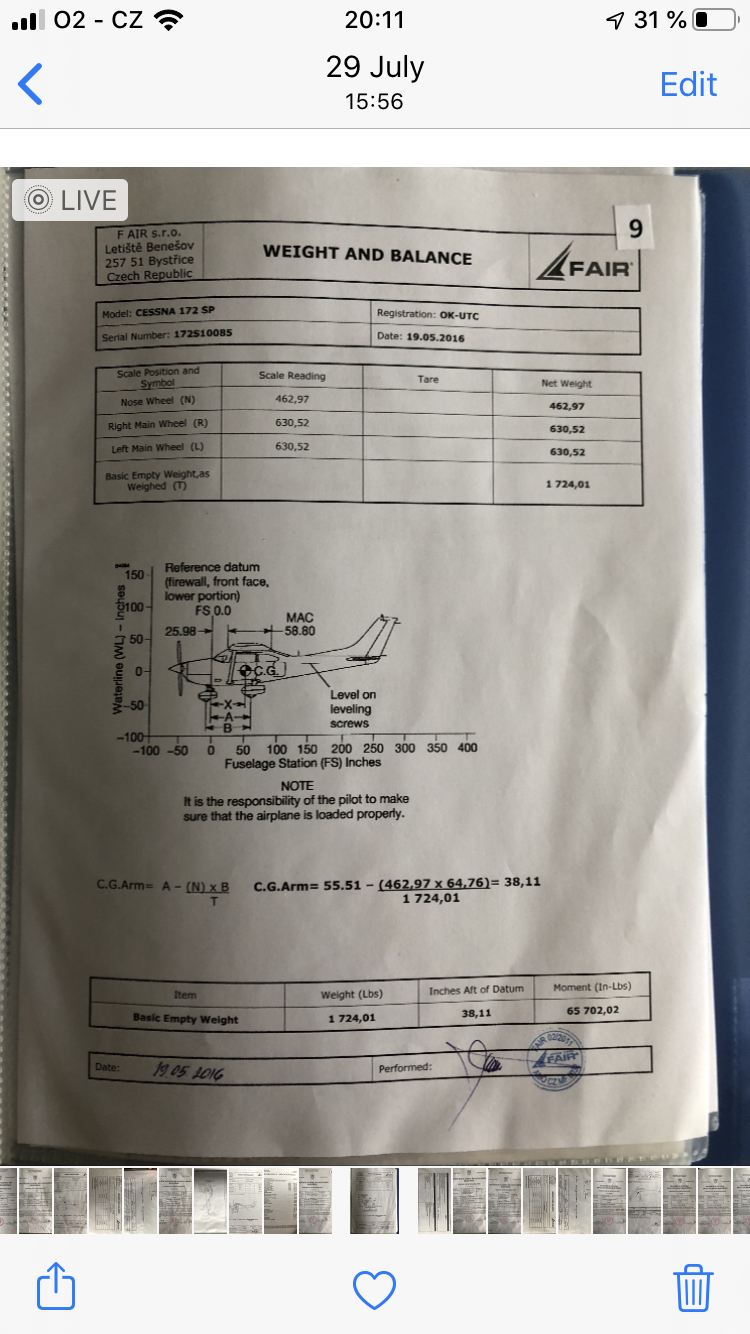 O2 - CZ 20:11 31 %
29 July
15:56
Edit
LIVE
9
F AIR s.r.o.
Letiště Benešov
257 51 Bystřice
Czech Republic
WEIGHT AND BALANCE
FAIR
Model: CESSNA 172 SP
Registration: OK-UTC
Serial Number: 172S10085
Date: 19.05.2016
Scale Position and Symbol Scale Reading Tare Net Weight
Nose Wheel (N) 462,97 462,97
Right Main Wheel (R) 630,52 630,52
Left Main Wheel (L) 630,52 630,52
Basic Empty Weight,as Weighed (T) 1 724,01
Waterline (WL) – Inches
150
100
50
0
–50
–100
Reference datum
(firewall, front face,
lower portion)
FS 0.0
25.98
MAC
58.80
C.G.
X
A
B
Level on
leveling
screws
–100 –50 0 50 100 150 200 250 300 350 400
Fuselage Station (FS) Inches
NOTE
It is the responsibility of the pilot to make
sure that the airplane is loaded properly.
C.G.Arm= A – (N) x B
T
C.G.Arm= 55.51 – (462,97 x 64,76)= 38,11
1 724,01
Item Weight (Lbs) Inches Aft of Datum Moment (In-Lbs)
Basic Empty Weight 1 724,01 38,11 65 702,02
Date: 19.05 2016 Performed:
FAIR